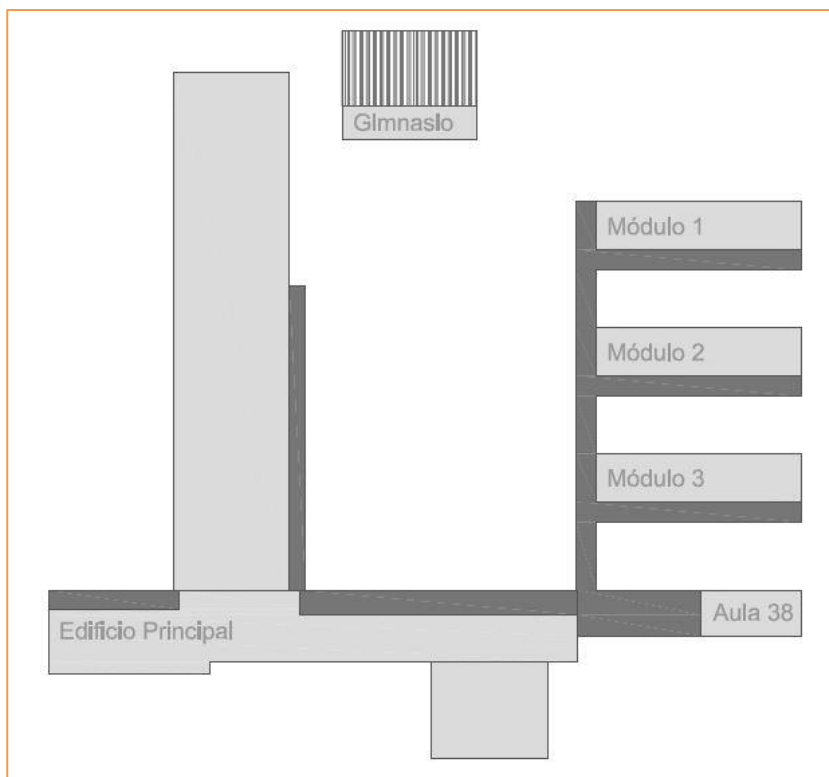 Gimnasio
Módulo 1
Módulo 2
Módulo 3
Aula 38
Edificio Principal